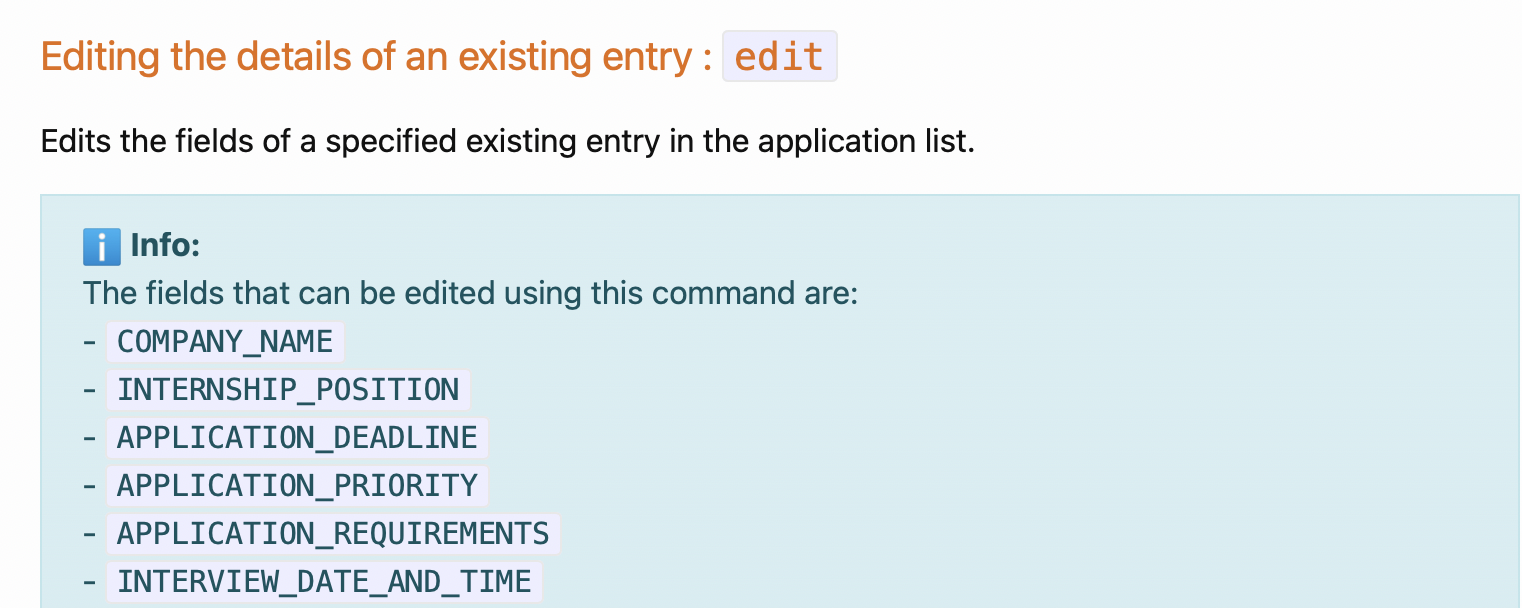 Editing the details of an existing entry : edit
Edits the fields of a specified existing entry in the application list.
ℹ️ Info:
The fields that can be edited using this command are:
- COMPANY_NAME
- INTERNSHIP_POSITION
- APPLICATION_DEADLINE
- APPLICATION_PRIORITY
- APPLICATION_REQUIREMENTS
- INTERVIEW_DATE_AND_TIME